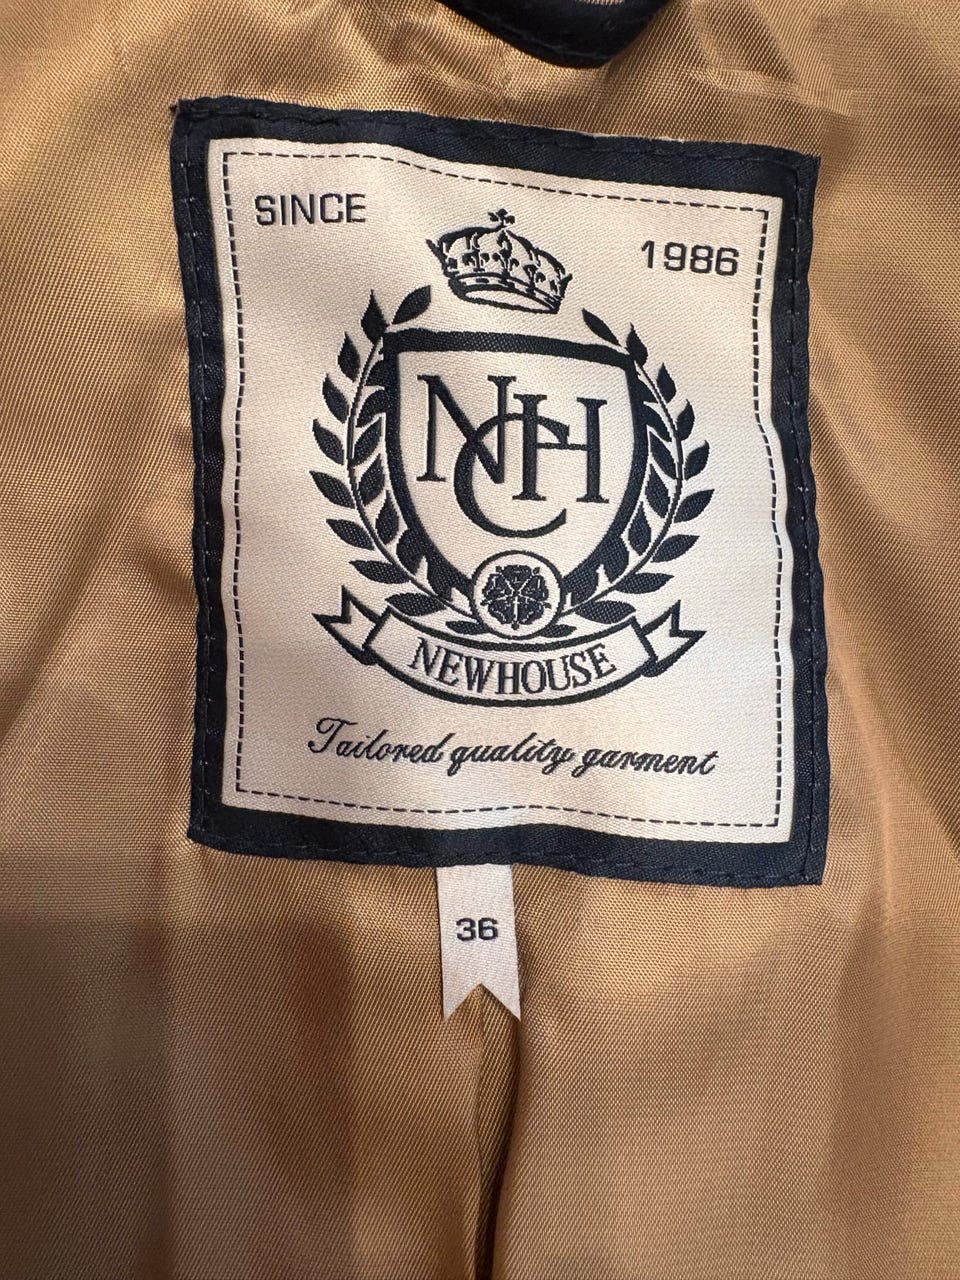 SINCE
1986
NCH
NEWHOUSE
Tailored quality garment
36